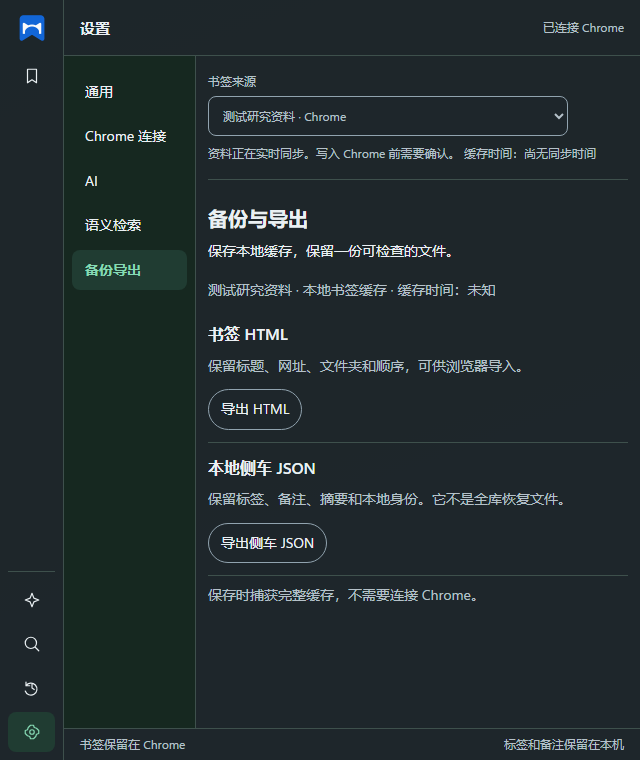 设置
已连接 Chrome
通用
Chrome 连接
AI
语义检索
备份导出
书签来源
测试研究资料 · Chrome
资料正在实时同步。写入 Chrome 前需要确认。 缓存时间：尚无同步时间
备份与导出
保存本地缓存，保留一份可检查的文件。
测试研究资料 · 本地书签缓存 · 缓存时间：未知
书签 HTML
保留标题、网址、文件夹和顺序，可供浏览器导入。
导出 HTML
本地侧车 JSON
保留标签、备注、摘要和本地身份。它不是全库恢复文件。
导出侧车 JSON
保存时捕获完整缓存，不需要连接 Chrome。
书签保留在 Chrome
标签和备注保留在本机